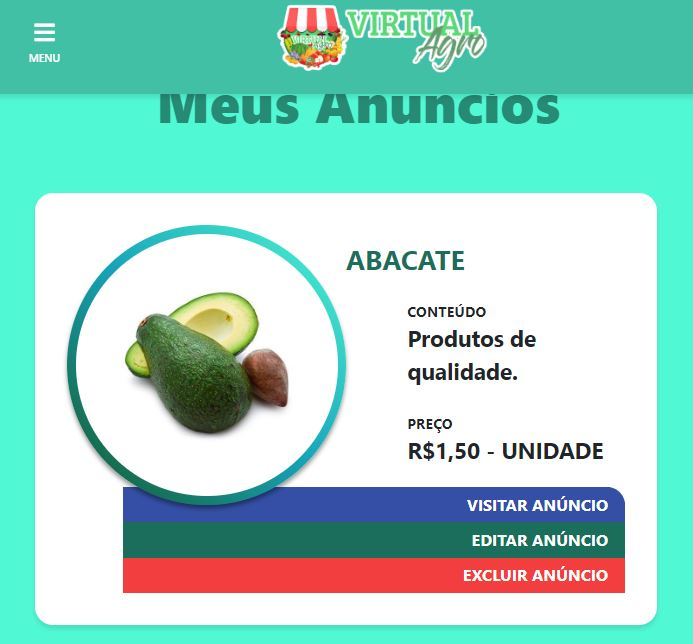 VIRTUAL
Agro
MENU
Meus Anúncios
ABACATE
CONTEÚDO
Produtos de
qualidade.
PREÇO
R$1,50 - UNIDADE
VISITAR ANÚNCIO
EDITAR ANÚNCIO
EXCLUIR ANÚNCIO